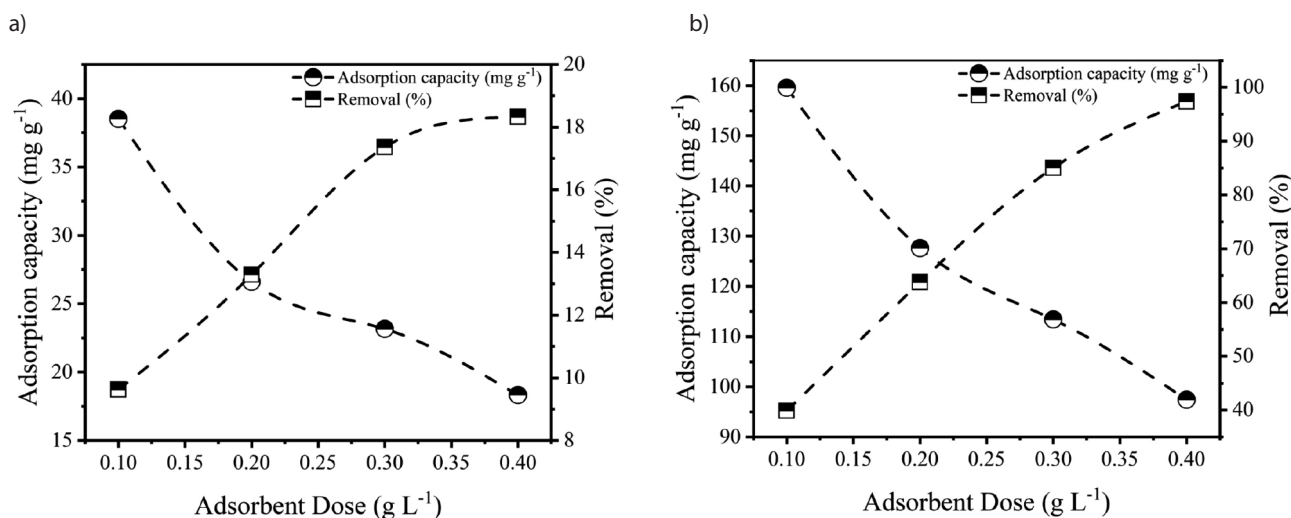 a)
Adsorption capacity (mg g⁻¹)
Removal (%)
40
35
30
25
20
15
20
18
16
14
12
10
8
0.10 0.15 0.20 0.25 0.30 0.35 0.40
Adsorption capacity (mg g⁻¹)
Removal (%)
Adsorbent Dose (g L⁻¹)
b)
Adsorption capacity (mg g⁻¹)
Removal (%)
160
150
140
130
120
110
100
90
100
90
80
70
60
50
40
0.10 0.15 0.20 0.25 0.30 0.35 0.40
Adsorption capacity (mg g⁻¹)
Removal (%)
Adsorbent Dose (g L⁻¹)